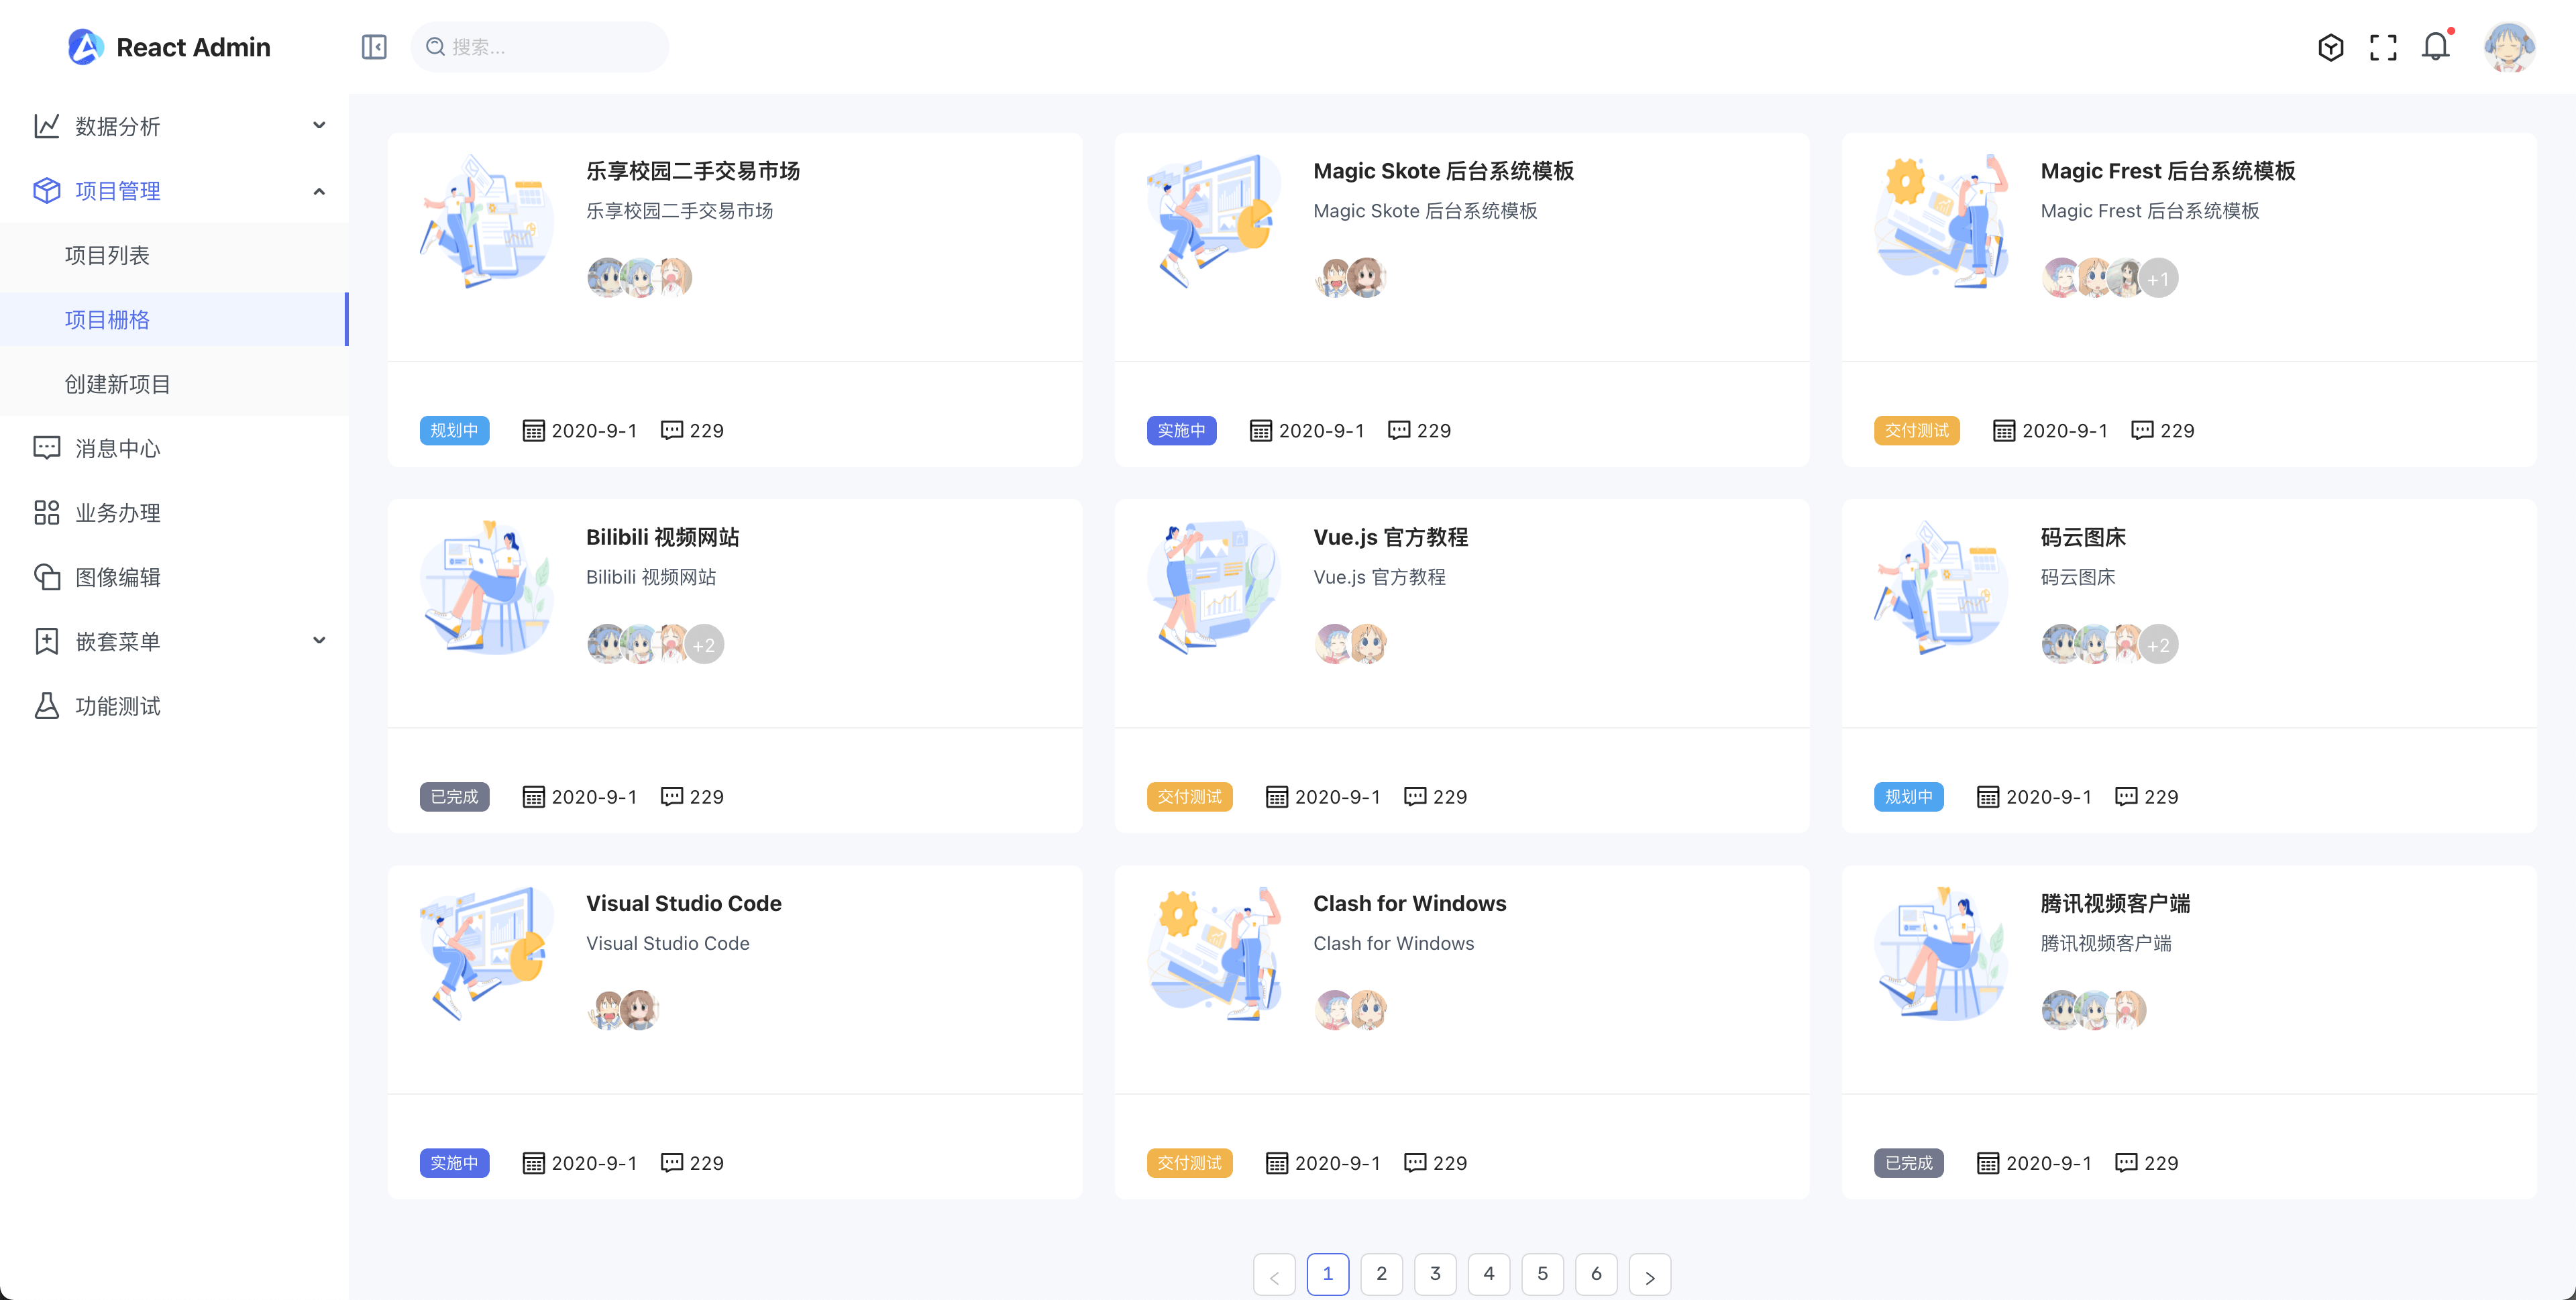 React Admin
搜索...
数据分析
项目管理
项目列表
项目栅格
创建新项目
消息中心
业务办理
图像编辑
嵌套菜单
功能测试
乐享校园二手交易市场
乐享校园二手交易市场
规划中 2020-9-1 229
Magic Skote 后台系统模板
Magic Skote 后台系统模板
实施中 2020-9-1 229
Magic Frest 后台系统模板
Magic Frest 后台系统模板
+1
交付测试 2020-9-1 229
Bilibili 视频网站
Bilibili 视频网站
+2
已完成 2020-9-1 229
Vue.js 官方教程
Vue.js 官方教程
交付测试 2020-9-1 229
码云图床
码云图床
+2
规划中 2020-9-1 229
Visual Studio Code
Visual Studio Code
实施中 2020-9-1 229
Clash for Windows
Clash for Windows
交付测试 2020-9-1 229
腾讯视频客户端
腾讯视频客户端
已完成 2020-9-1 229
1 2 3 4 5 6